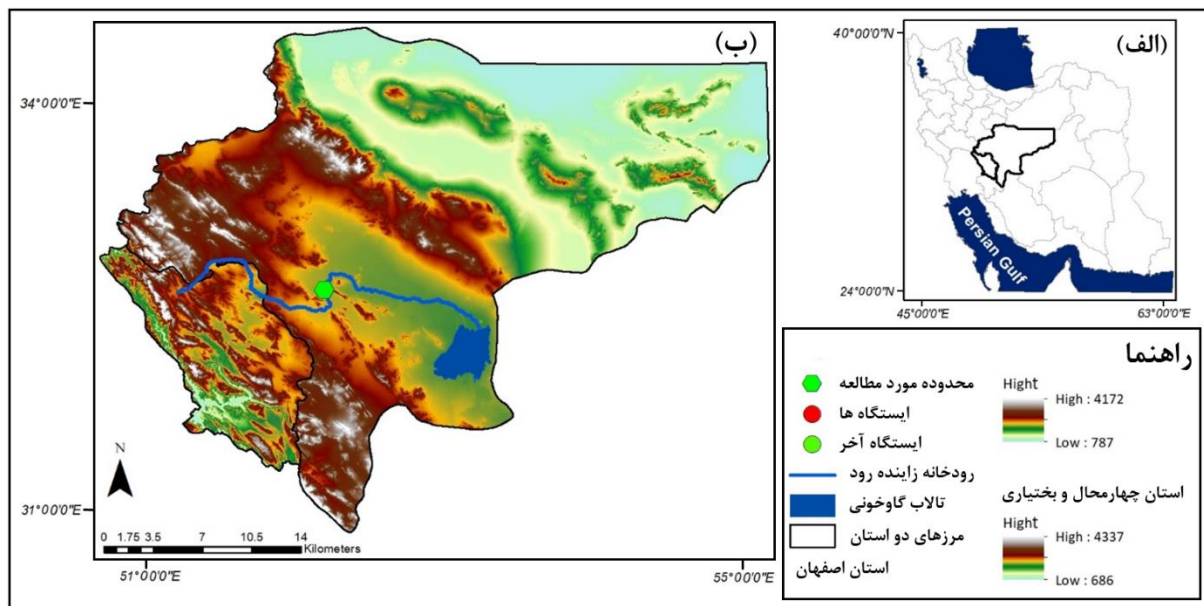 (ب)
34°0'0"N
31°0'0"N
N
0 1.75 3.5 7 10.5 14
Kilometers
51°0'0"E
55°0'0"E
(الف)
40°0'0"N
24°0'0"N
45°0'0"E
63°0'0"E
Persian Gulf
راهنما
محدوده مورد مطالعه
ایستگاه ها
ایستگاه آخر
رودخانه زاینده رود
تالاب گاوخونی
مرزهای دو استان
استان اصفهان
Hight
High : 4172
Low : 787
استان چهارمحال و بختیاری
Hight
High : 4337
Low : 686